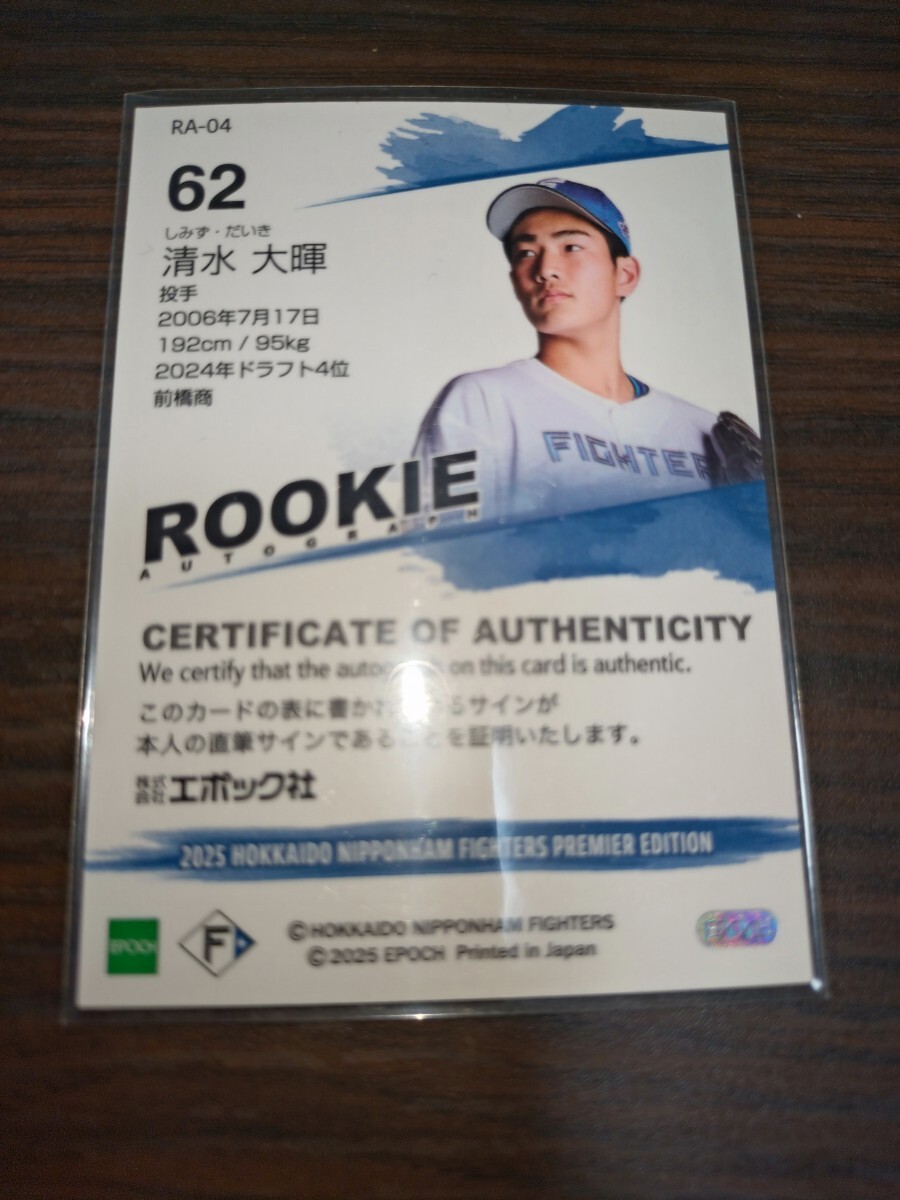 RA-04
62
しみず・だいき
清水 大暉
投手
2006年7月17日
192cm / 95kg
2024年ドラフト4位
前橋商
FIGHTER
ROOKIE
AUTOGRAPH
CERTIFICATE OF AUTHENTICITY
We certify that the autograph on this card is authentic.
このカードの表に書かれているサインが
本人の直筆サインであることを証明いたします。
株式会社エポック社
2025 HOKKAIDO NIPPONHAM FIGHTERS PREMIER EDITION
EPOCH
F
©HOKKAIDO NIPPONHAM FIGHTERS
©2025 EPOCH Printed in Japan
EPOCH